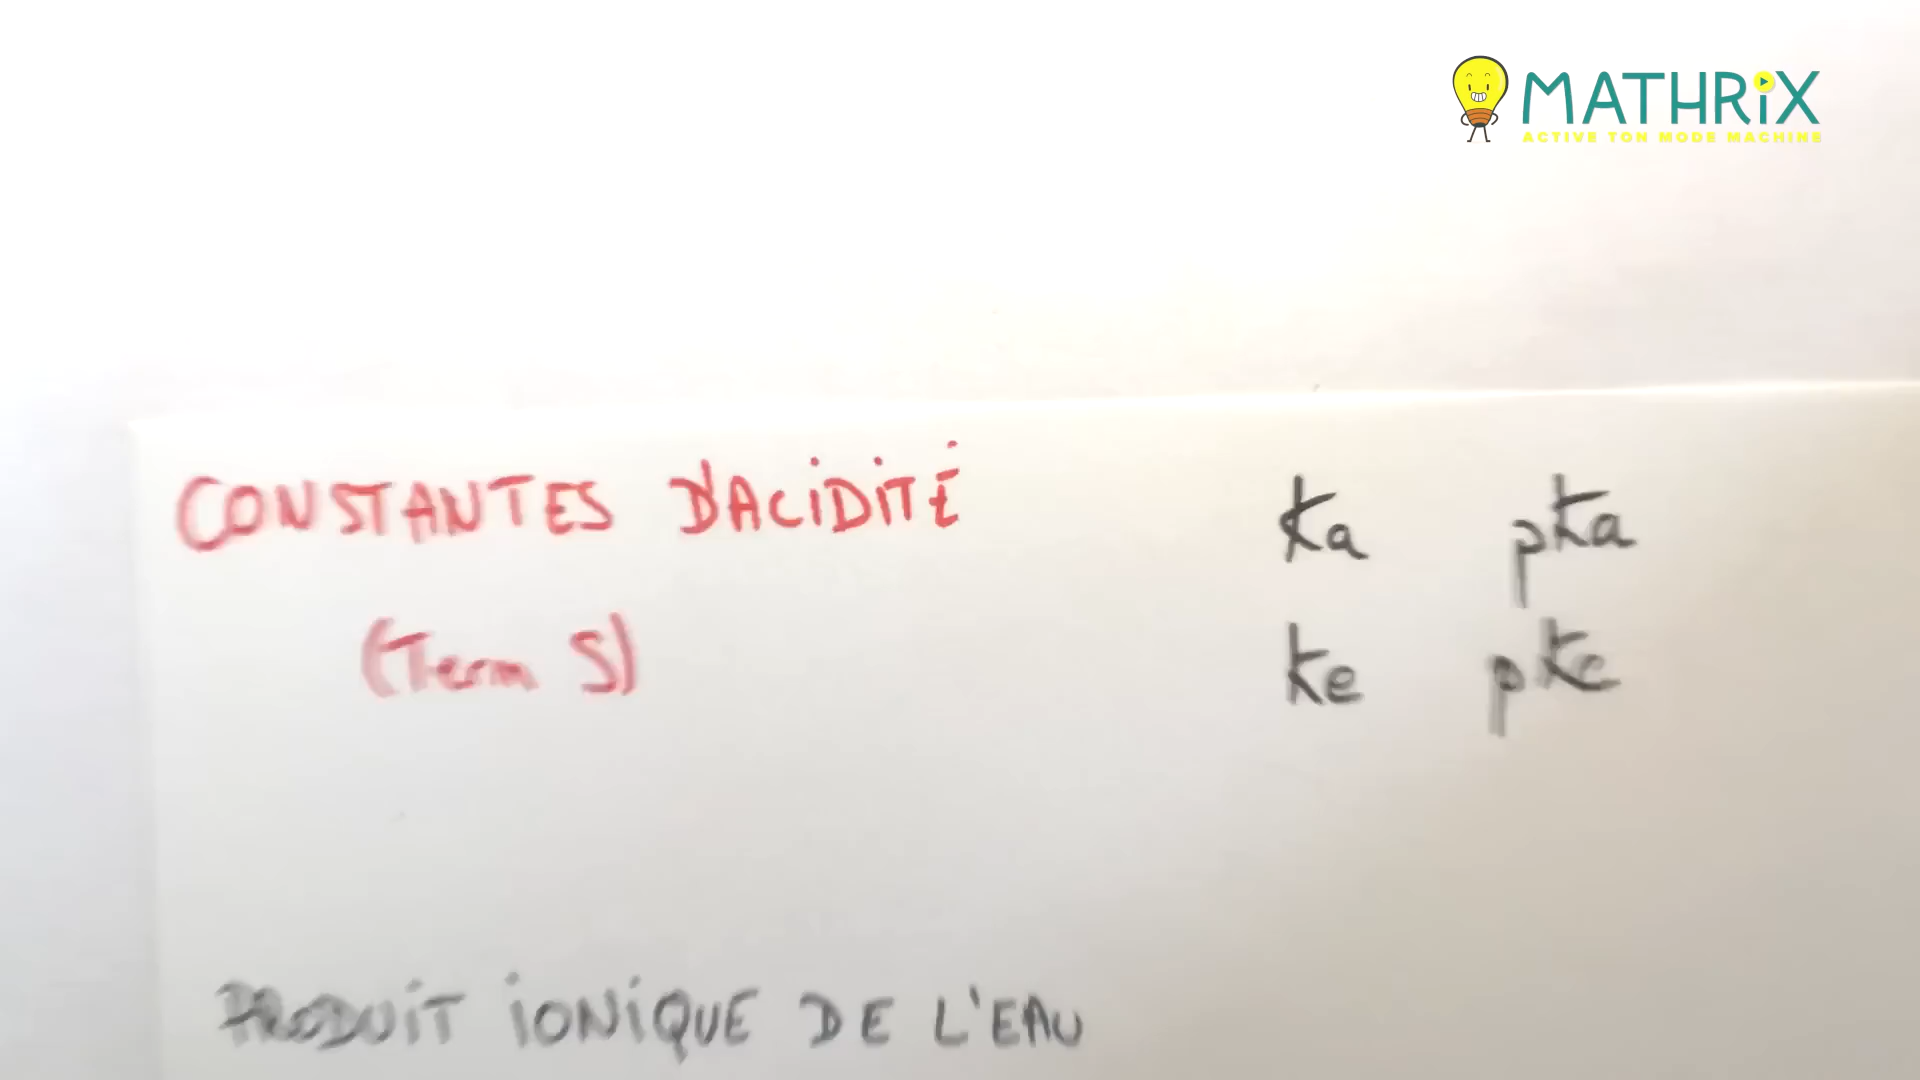 MATHRiX
ACTIVE TON MODE MACHINE
CONSTANTES D'ACIDITÉ
(Term S)
Ka pKa
Ke pKe
PRODUIT IONIQUE DE L'EAU